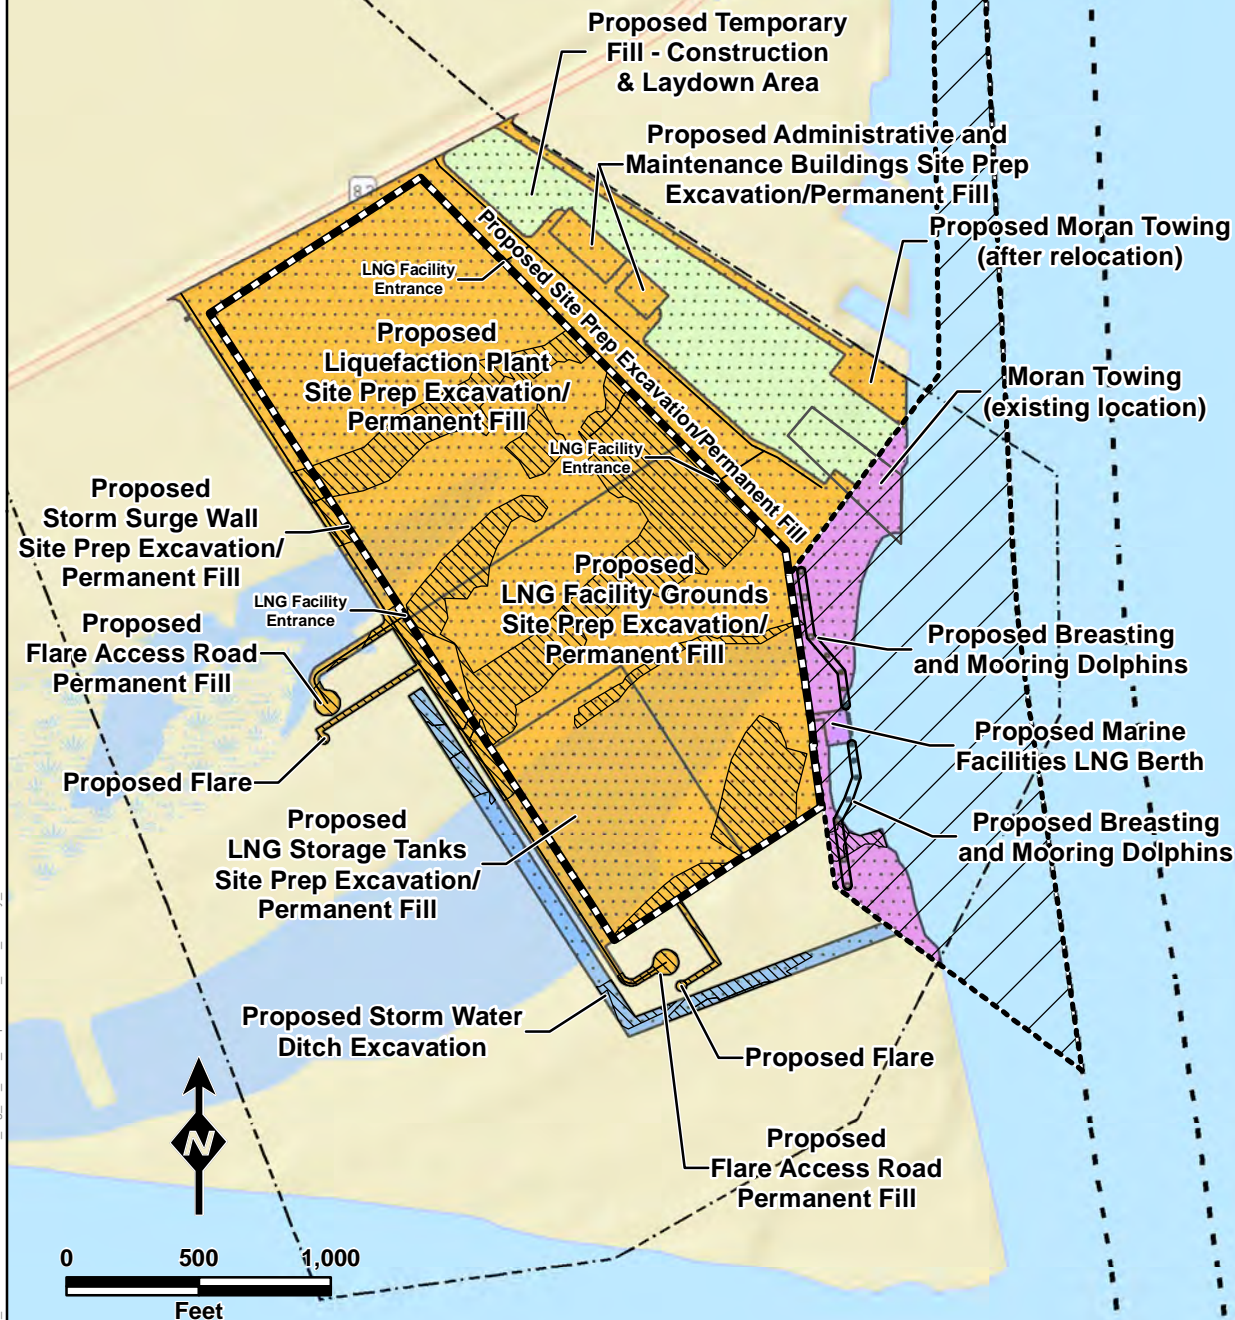 Proposed Temporary
Fill - Construction
& Laydown Area
Proposed Administrative and
Maintenance Buildings Site Prep
Excavation/Permanent Fill
82
Proposed Moran Towing
(after relocation)
Proposed Site Prep Excavation/Permanent Fill
LNG Facility
Entrance
Proposed
Liquefaction Plant
Site Prep Excavation/
Permanent Fill
Moran Towing
(existing location)
LNG Facility
Entrance
Proposed
Storm Surge Wall
Site Prep Excavation/
Permanent Fill
Proposed
LNG Facility Grounds
Site Prep Excavation/
Permanent Fill
LNG Facility
Entrance
Proposed
Flare Access Road
Permanent Fill
Proposed Breasting
and Mooring Dolphins
Proposed Marine
Facilities LNG Berth
Proposed Flare
Proposed
LNG Storage Tanks
Site Prep Excavation/
Permanent Fill
Proposed Breasting
and Mooring Dolphins
Proposed Storm Water
Ditch Excavation
Proposed Flare
Proposed
Flare Access Road
Permanent Fill
N
0 500 1,000
Feet